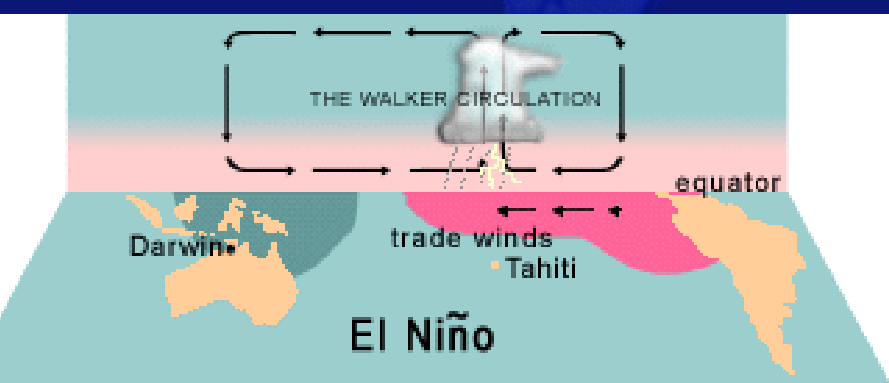 THE WALKER CIRCULATION
equator
Darwin
trade winds
Tahiti
El Niño